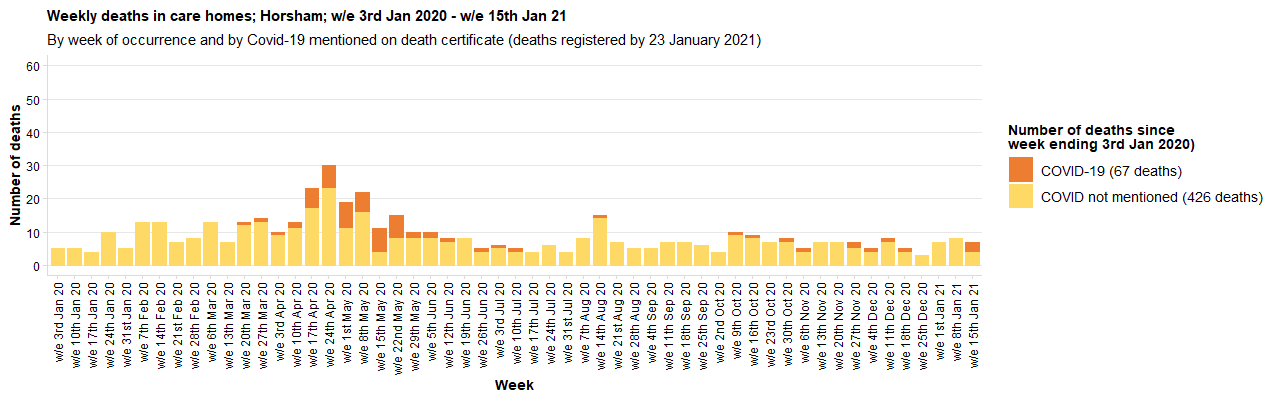 Weekly deaths in care homes; Horsham; w/e 3rd Jan 2020 - w/e 15th Jan 21
By week of occurrence and by Covid-19 mentioned on death certificate (deaths registered by 23 January 2021)
Number of deaths
60
50
40
30
20
10
0
w/e 3rd Jan 20
w/e 10th Jan 20
w/e 17th Jan 20
w/e 24th Jan 20
w/e 31st Jan 20
w/e 7th Feb 20
w/e 14th Feb 20
w/e 21st Feb 20
w/e 28th Feb 20
w/e 6th Mar 20
w/e 13th Mar 20
w/e 20th Mar 20
w/e 27th Mar 20
w/e 3rd Apr 20
w/e 10th Apr 20
w/e 17th Apr 20
w/e 24th Apr 20
w/e 1st May 20
w/e 8th May 20
w/e 15th May 20
w/e 22nd May 20
w/e 29th May 20
w/e 5th Jun 20
w/e 12th Jun 20
w/e 19th Jun 20
w/e 26th Jun 20
w/e 3rd Jul 20
w/e 10th Jul 20
w/e 17th Jul 20
w/e 24th Jul 20
w/e 31st Jul 20
w/e 7th Aug 20
w/e 14th Aug 20
w/e 21st Aug 20
w/e 28th Aug 20
w/e 4th Sep 20
w/e 11th Sep 20
w/e 18th Sep 20
w/e 25th Sep 20
w/e 2nd Oct 20
w/e 9th Oct 20
w/e 16th Oct 20
w/e 23rd Oct 20
w/e 30th Oct 20
w/e 6th Nov 20
w/e 13th Nov 20
w/e 20th Nov 20
w/e 27th Nov 20
w/e 4th Dec 20
w/e 11th Dec 20
w/e 18th Dec 20
w/e 25th Dec 20
w/e 1st Jan 21
w/e 8th Jan 21
w/e 15th Jan 21
Week
Number of deaths since
week ending 3rd Jan 2020)
COVID-19 (67 deaths)
COVID not mentioned (426 deaths)